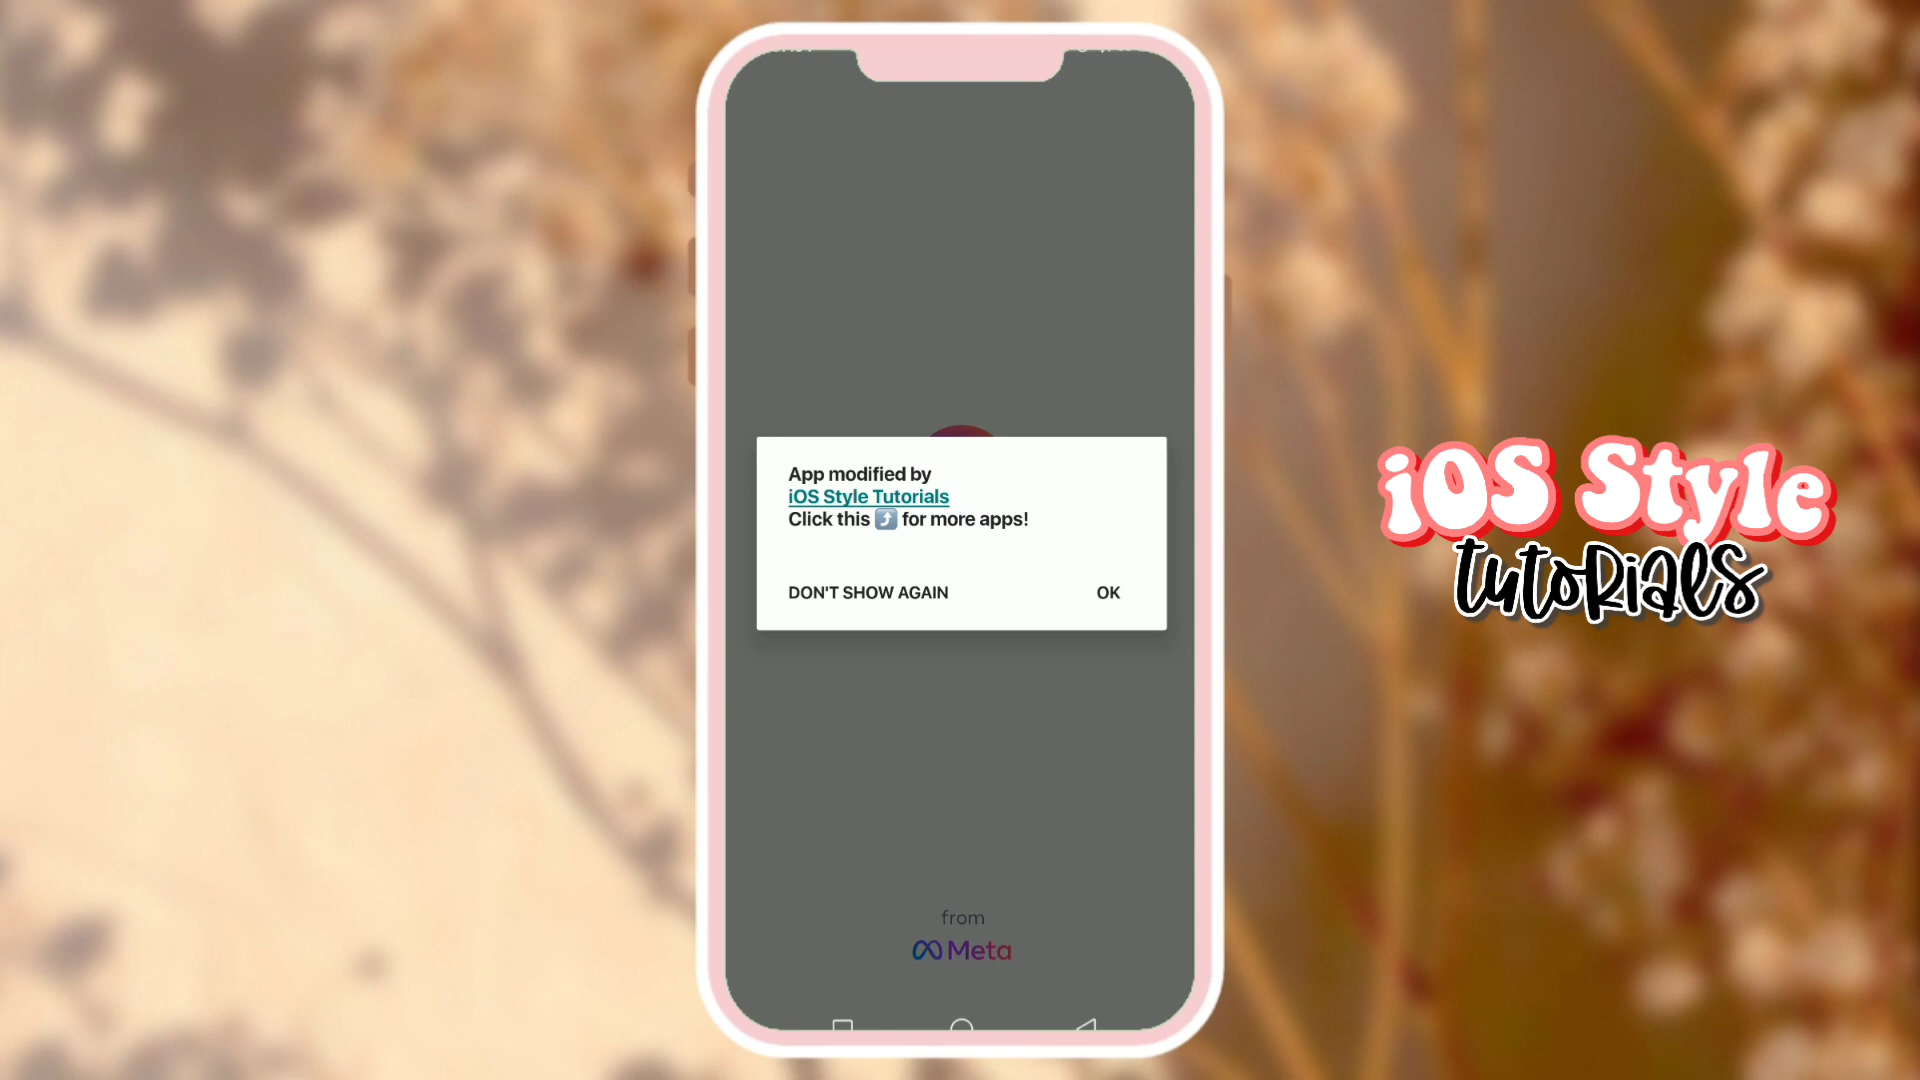 App modified by
iOS Style Tutorials
Click this ⤴️ for more apps!
DON'T SHOW AGAIN
OK
from
Meta
iOS Style
tutorials